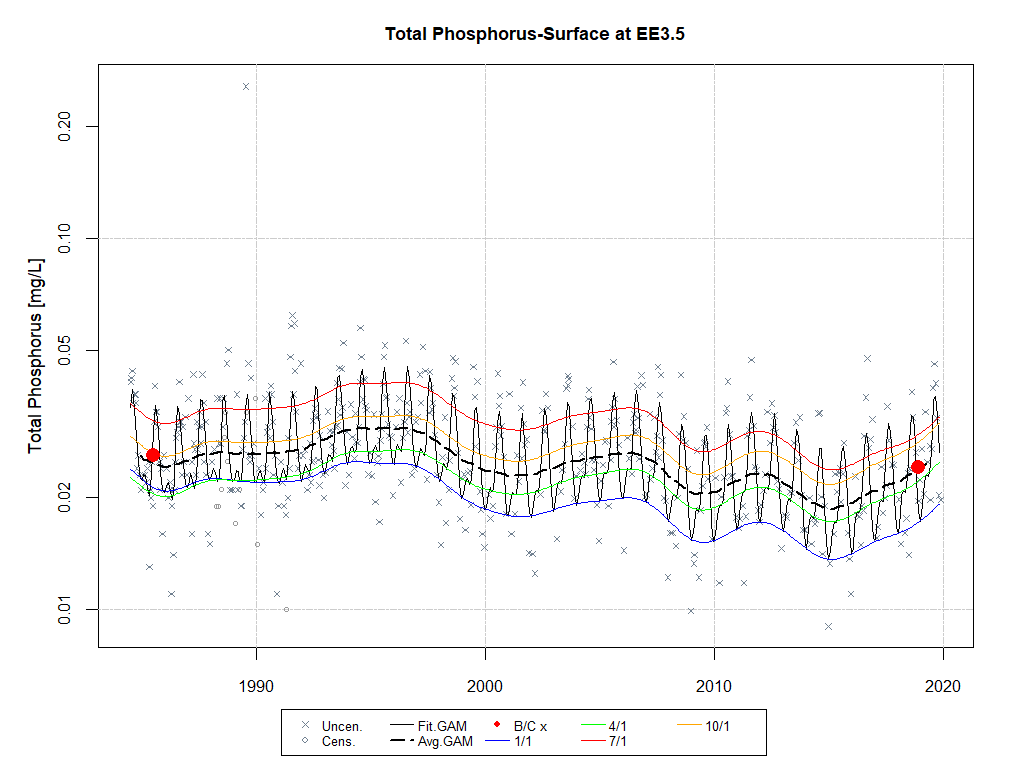 Total Phosphorus-Surface at EE3.5
Total Phosphorus [mg/L]
0.20
0.10
0.05
0.02
0.01
1990 2000 2010 2020
Uncen. Fit.GAM B/C x 4/1 10/1
Cens. Avg.GAM 1/1 7/1